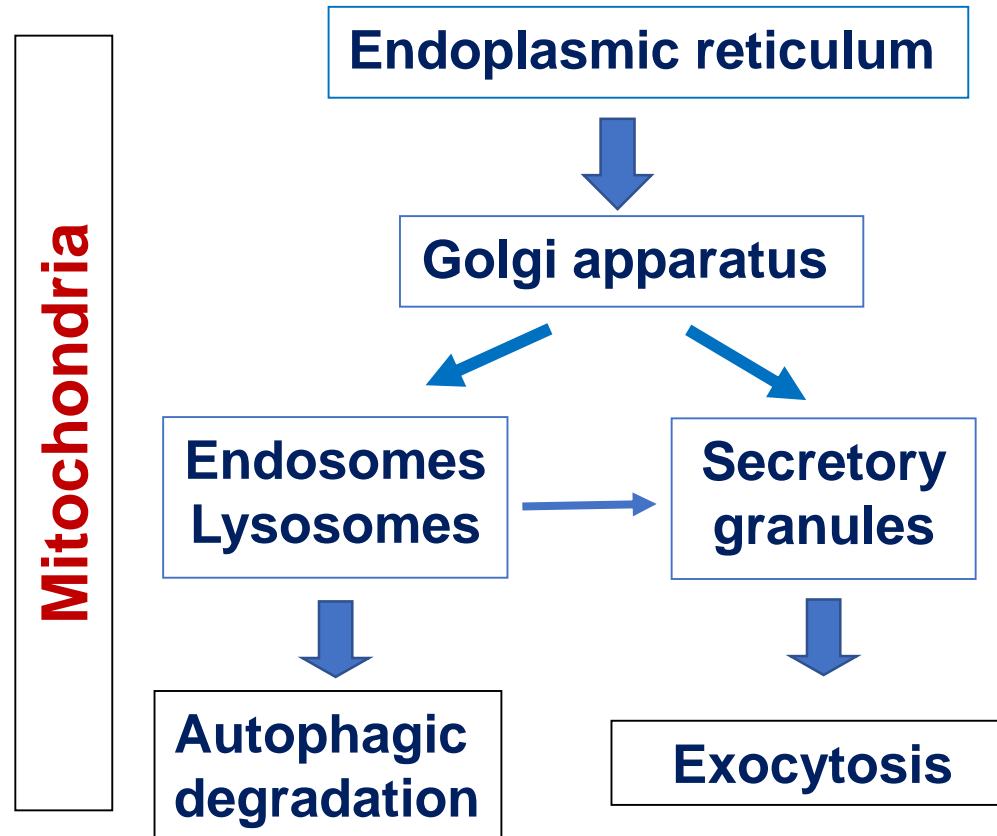 Mitochondria
Endoplasmic reticulum
Golgi apparatus
Endosomes
Lysosomes
Secretory
granules
Autophagic
degradation
Exocytosis